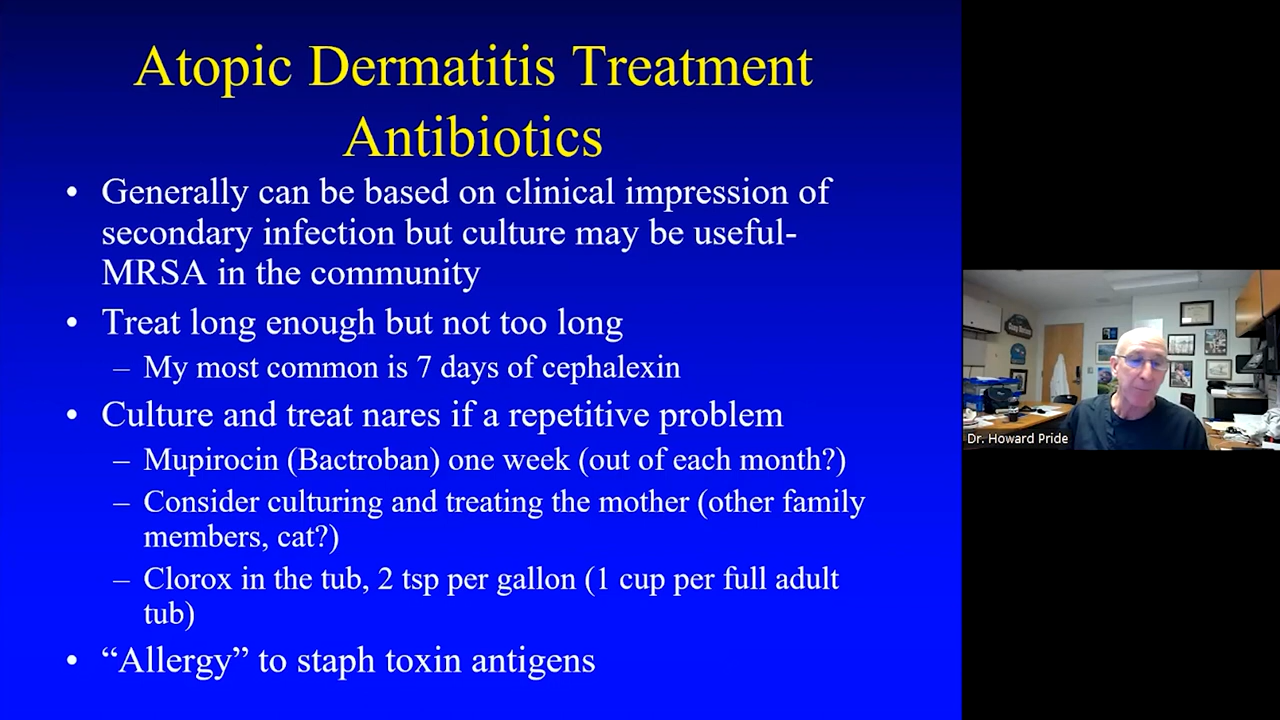 Atopic Dermatitis Treatment
Antibiotics
• Generally can be based on clinical impression of
secondary infection but culture may be useful-
MRSA in the community
• Treat long enough but not too long
– My most common is 7 days of cephalexin
• Culture and treat nares if a repetitive problem
– Mupirocin (Bactroban) one week (out of each month?)
– Consider culturing and treating the mother (other family
members, cat?)
– Clorox in the tub, 2 tsp per gallon (1 cup per full adult
tub)
• “Allergy” to staph toxin antigens
Dr. Howard Pride